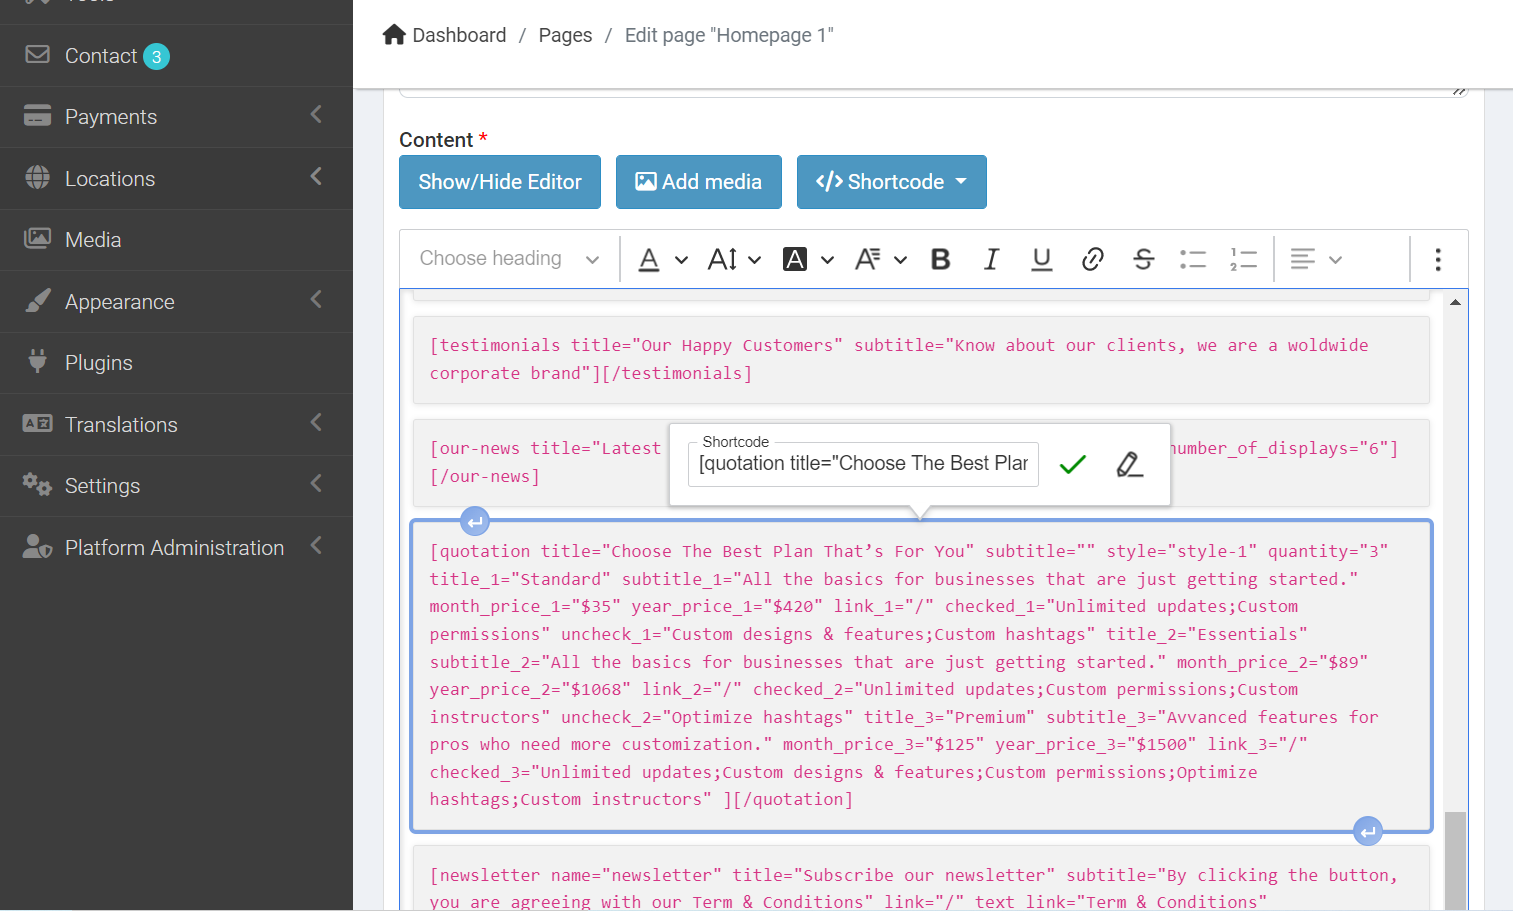 Contact 3
Payments
Locations
Media
Appearance
Plugins
Translations
Settings
Platform Administration
Dashboard / Pages / Edit page "Homepage 1"
Content *
Show/Hide Editor
Add media
Shortcode
Choose heading
[testimonials title="Our Happy Customers" subtitle="Know about our clients, we are a woldwide
corporate brand"][/testimonials]
[our-news title="Latest
number_of_displays="6"]
[/our-news]
Shortcode
[quotation title="Choose The Best Plan
[quotation title="Choose The Best Plan That’s For You" subtitle="" style="style-1" quantity="3"
title_1="Standard" subtitle_1="All the basics for businesses that are just getting started."
month_price_1="$35" year_price_1="$420" link_1="/" checked_1="Unlimited updates;Custom
permissions" uncheck_1="Custom designs & features;Custom hashtags" title_2="Essentials"
subtitle_2="All the basics for businesses that are just getting started." month_price_2="$89"
year_price_2="$1068" link_2="/" checked_2="Unlimited updates;Custom permissions;Custom
instructors" uncheck_2="Optimize hashtags" title_3="Premium" subtitle_3="Avvanced features for
pros who need more customization." month_price_3="$125" year_price_3="$1500" link_3="/"
checked_3="Unlimited updates;Custom designs & features;Custom permissions;Optimize
hashtags;Custom instructors" ][/quotation]
[newsletter name="newsletter" title="Subscribe our newsletter" subtitle="By clicking the button,
you are agreeing with our Term & Conditions" link="/" text_link="Term & Conditions"